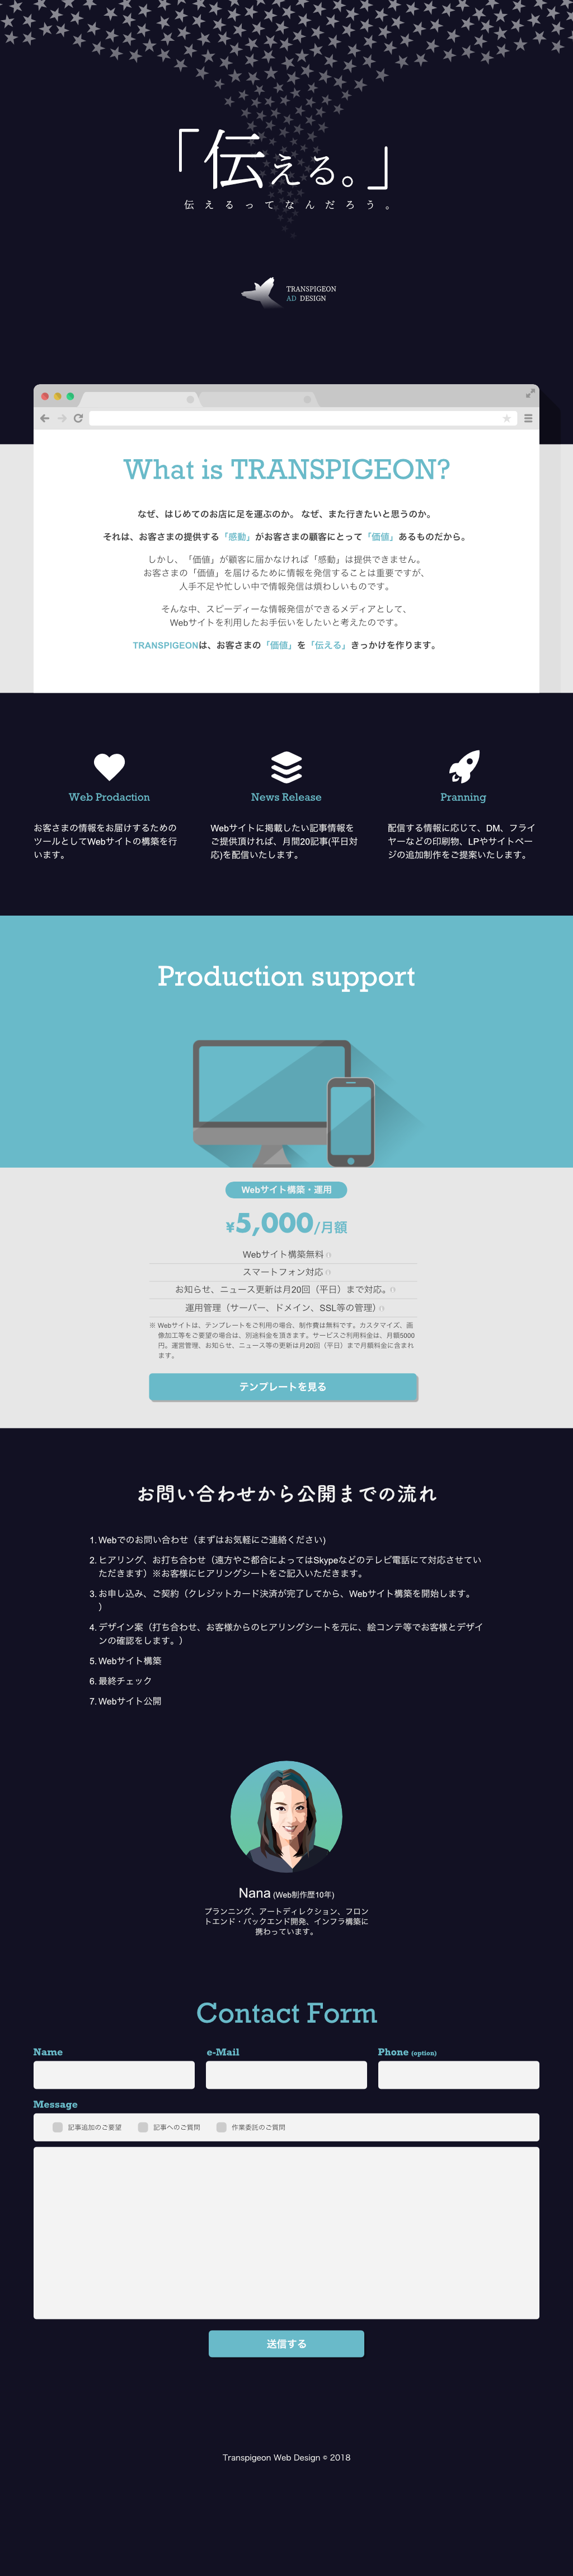 「伝える。」
伝えるってなんだろう。
TRANSPIGEON
AD DESIGN
What is TRANSPIGEON?
なぜ、はじめてのお店に足を運ぶのか。 なぜ、また行きたいと思うのか。
それは、お客さまの提供する「感動」がお客さまの顧客にとって「価値」あるものだから。
しかし、「価値」が顧客に届かなければ「感動」は提供できません。
お客さまの「価値」を届けるために情報を発信することは重要ですが、
人手不足や忙しい中で情報発信は煩わしいものです。
そんな中、スピーディーな情報発信ができるメディアとして、
Webサイトを利用したお手伝いをしたいと考えたのです。
TRANSPIGEONは、お客さまの「価値」を「伝える」きっかけを作ります。
Web Prodaction
お客さまの情報をお届けするための
ツールとしてWebサイトの構築を行
います。
News Release
Webサイトに掲載したい記事情報を
ご提供頂ければ、月間20記事(平日対
応)を配信いたします。
Pranning
配信する情報に応じて、DM、フライ
ヤーなどの印刷物、LPやサイトペー
ジの追加制作をご提案いたします。
Production support
Webサイト構築・運用
¥5,000/月額
Webサイト構築無料
スマートフォン対応
お知らせ、ニュース更新は月20回（平日）まで対応。
運用管理（サーバー、ドメイン、SSL等の管理）
※ Webサイトは、テンプレートをご利用の場合、制作費は無料です。カスタマイズ、画
像加工等をご要望の場合は、別途料金を頂きます。サービスご利用料金は、月額5000
円。運営管理、お知らせ、ニュース等の更新は月20回（平日）まで月額料金に含まれ
ます。
テンプレートを見る
お問い合わせから公開までの流れ
1. Webでのお問い合わせ（まずはお気軽にご連絡ください)
2. ヒアリング、お打ち合わせ（遠方やご都合によってはSkypeなどのテレビ電話にて対応させてい
ただきます）※お客様にヒアリングシートをご記入いただきます。
3. お申し込み、ご契約（クレジットカード決済が完了してから、Webサイト構築を開始します。
）
4. デザイン案（打ち合わせ、お客様からのヒアリングシートを元に、絵コンテ等でお客様とデザイ
ンの確認をします。）
5. Webサイト構築
6. 最終チェック
7. Webサイト公開
Nana (Web制作歴10年)
プランニング、アートディレクション、フロン
トエンド・バックエンド開発、インフラ構築に
携わっています。
Contact Form
Name
e-Mail
Phone (option)
Message
記事追加のご要望
記事へのご質問
作業委託のご質問
送信する
Transpigeon Web Design © 2018